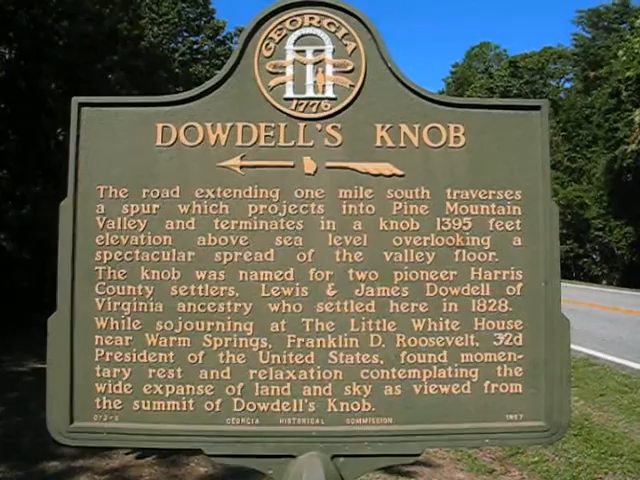 GEORGIA
1776
DOWDELL'S KNOB
The road extending one mile south traverses
a spur which projects into Pine Mountain
Valley and terminates in a knob 1395 feet
elevation above sea level overlooking a
spectacular spread of the valley floor.
The knob was named for two pioneer Harris
County settlers, Lewis & James Dowdell of
Virginia ancestry who settled here in 1828.
While sojourning at The Little White House
near Warm Springs, Franklin D. Roosevelt, 32d
President of the United States, found momen-
tary rest and relaxation contemplating the
wide expanse of land and sky as viewed from
the summit of Dowdell's Knob.
GEORGIA HISTORICAL COMMISSION